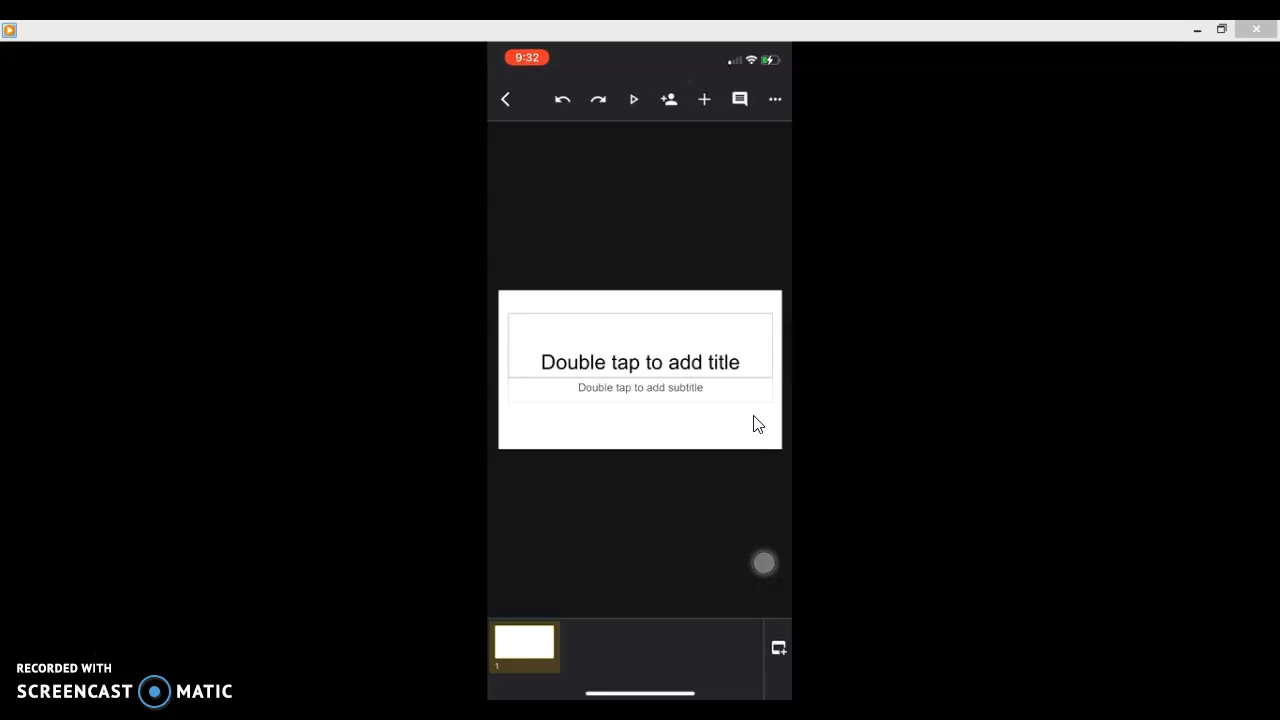 9:32
Double tap to add title
Double tap to add subtitle
1
RECORDED WITH
SCREENCAST MATIC